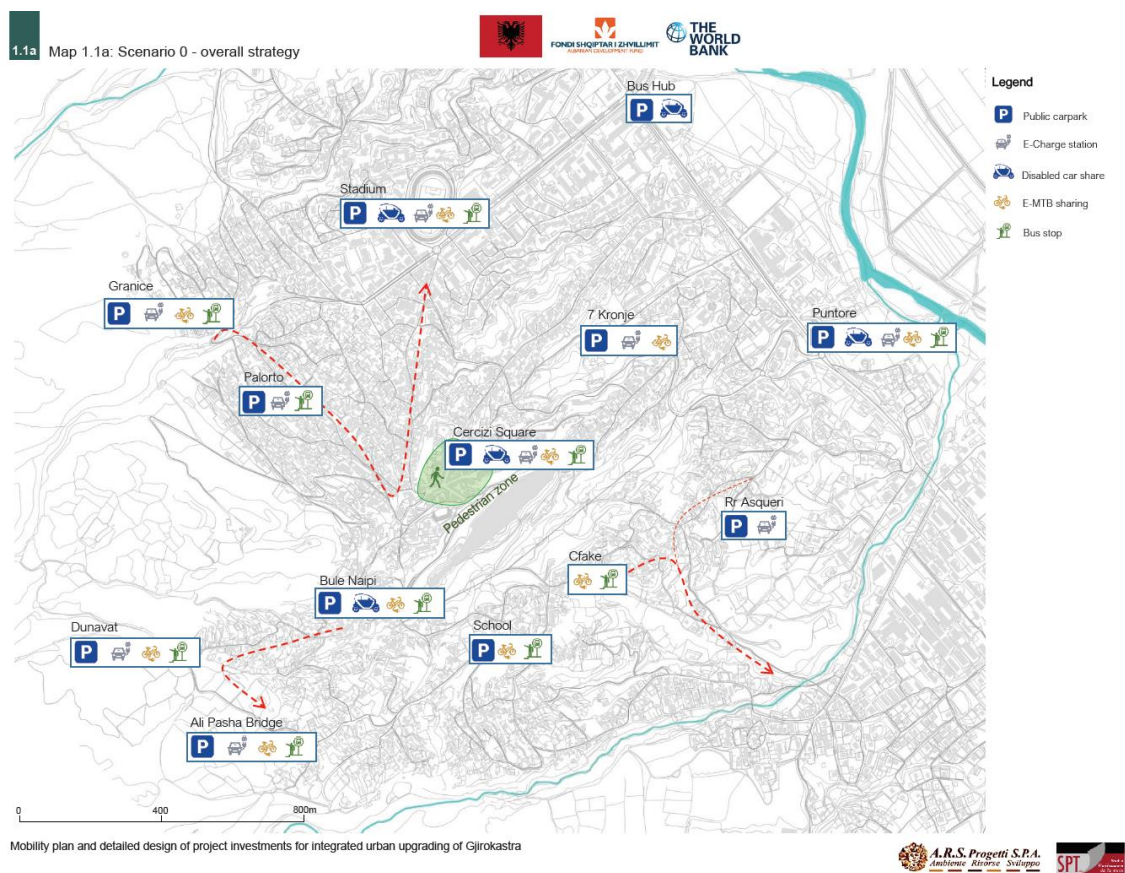 1.1a
Map 1.1a: Scenario 0 - overall strategy
FONDI SHQIPTAR I ZHVILLIMIT
ALBANIAN DEVELOPMENT FUND
THE
WORLD
BANK
Legend
P Public carpark
E-Charge station
Disabled car share
E-MTB sharing
Bus stop
Bus Hub
P
Stadium
P
Granice
P
7 Kronje
P
Puntore
P
Palorto
P
Cercizi Square
P
Pedestrian zone
Rr Asqueri
P
Cfake
Bule Naipi
P
Dunavat
P
School
P
Ali Pasha Bridge
P
0 400 800m
Mobility plan and detailed design of project investments for integrated urban upgrading of Gjirokastra
A.R.S. Progetti S.P.A.
Ambiente Risorse Sviluppo
SPT